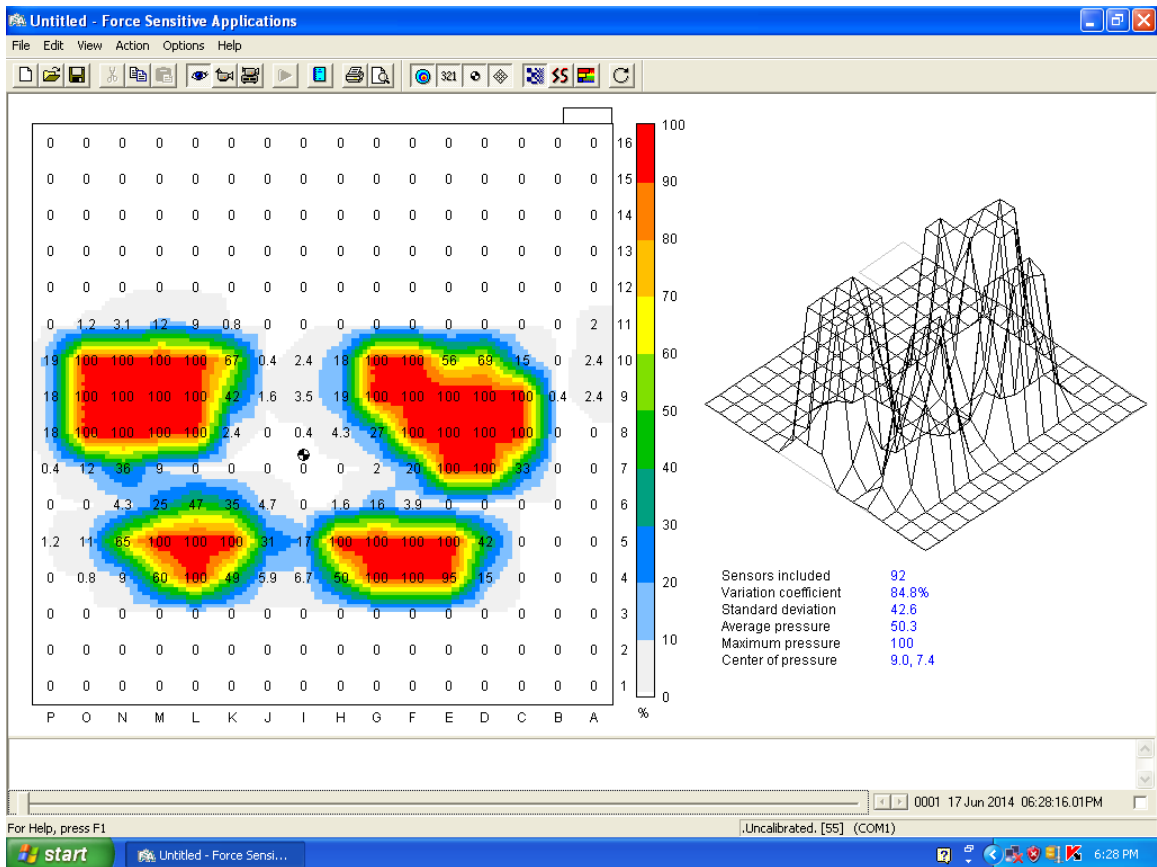 Untitled - Force Sensitive Applications
File Edit View Action Options Help
321
0 0 0 0 0 0 0 0 0 0 0 0 0 0 0 0 16
0 0 0 0 0 0 0 0 0 0 0 0 0 0 0 0 15
0 0 0 0 0 0 0 0 0 0 0 0 0 0 0 0 14
0 0 0 0 0 0 0 0 0 0 0 0 0 0 0 0 13
0 0 0 0 0 0 0 0 0 0 0 0 0 0 0 0 12
0 1.2 3.1 12 9 0.8 0 0 0 0 0 0 0 0 0 2 11
19 100 100 100 100 67 0.4 2.4 18 100 100 56 69 15 0 2.4 10
18 100 100 100 100 42 1.6 3.5 19 100 100 100 100 100 0.4 2.4 9
18 100 100 100 100 2.4 0 0.4 4.3 27 100 100 100 100 0 0 8
0.4 12 36 9 0 0 0 0 0 2 20 100 100 33 0 0 7
0 0 4.3 25 47 35 4.7 0 1.6 16 3.9 0 0 0 0 0 6
1.2 11 65 100 100 100 31 17 100 100 100 100 42 0 0 0 5
0 0.8 9 60 100 49 5.9 6.7 50 100 100 95 15 0 0 0 4
0 0 0 0 0 0 0 0 0 0 0 0 0 0 0 0 3
0 0 0 0 0 0 0 0 0 0 0 0 0 0 0 0 2
0 0 0 0 0 0 0 0 0 0 0 0 0 0 0 0 1
P O N M L K J I H G F E D C B A
100
90
80
70
60
50
40
30
20
10
0
%
Sensors included 92
Variation coefficient 84.8%
Standard deviation 42.6
Average pressure 50.3
Maximum pressure 100
Center of pressure 9.0, 7.4
0001 17 Jun 2014 06:28:16.01PM
For Help, press F1
.Uncalibrated. [55] (COM1)
start
Untitled - Force Sensi...
6:28 PM